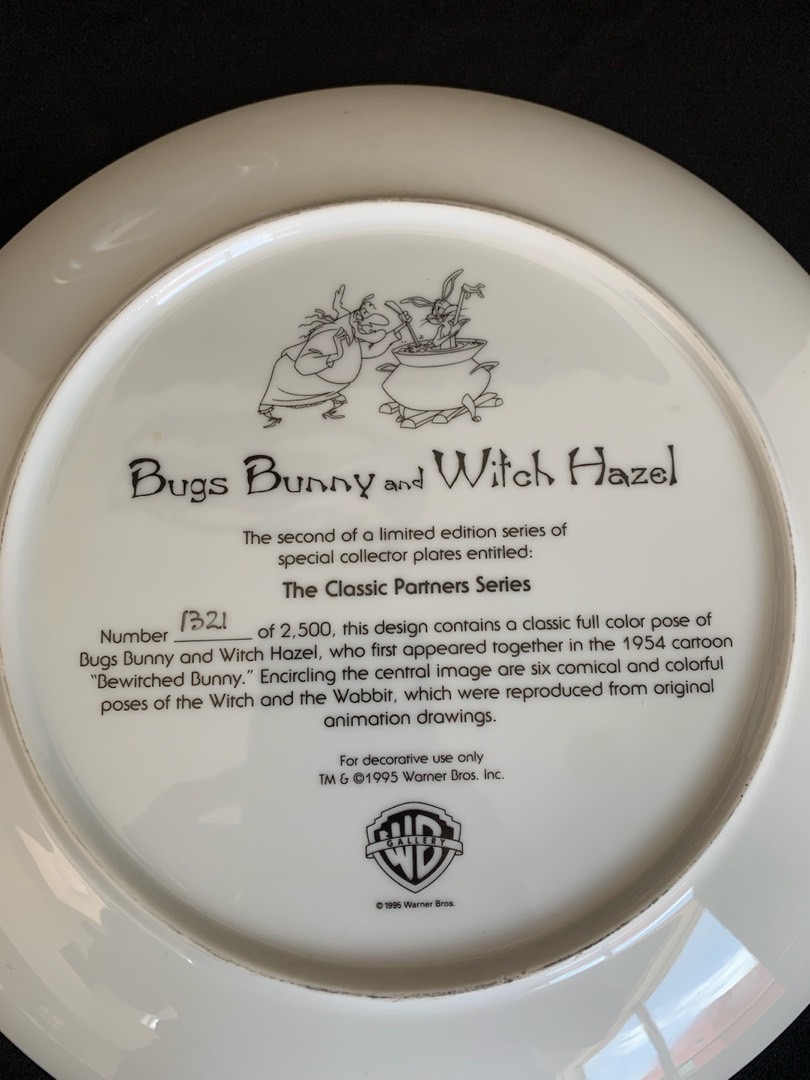 Bugs Bunny and Witch Hazel
The second of a limited edition series of
special collector plates entitled:
The Classic Partners Series
Number 1321 of 2,500, this design contains a classic full color pose of
Bugs Bunny and Witch Hazel, who first appeared together in the 1954 cartoon
"Bewitched Bunny." Encircling the central image are six comical and colorful
poses of the Witch and the Wabbit, which were reproduced from original
animation drawings.
For decorative use only
TM & ©1995 Warner Bros. Inc.
WB
GALLERY
©1995 Warner Bros.